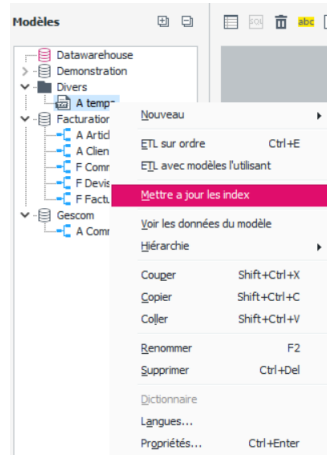 Modèles
SQL
abc
Datawarehouse
Demonstration
Divers
A temp
Facturation
A Artic
A Clien
F Comr
F Devis
F Factu
Gescom
A Comr
Nouveau
ETL sur ordre Ctrl+E
ETL avec modèles l'utilisant
Mettre a jour les index
Voir les données du modèle
Hiérarchie
Couper Shift+Ctrl+X
Copier Shift+Ctrl+C
Coller Shift+Ctrl+V
Renommer F2
Supprimer Ctrl+Del
Dictionnaire
Langues...
Propriétés... Ctrl+Enter